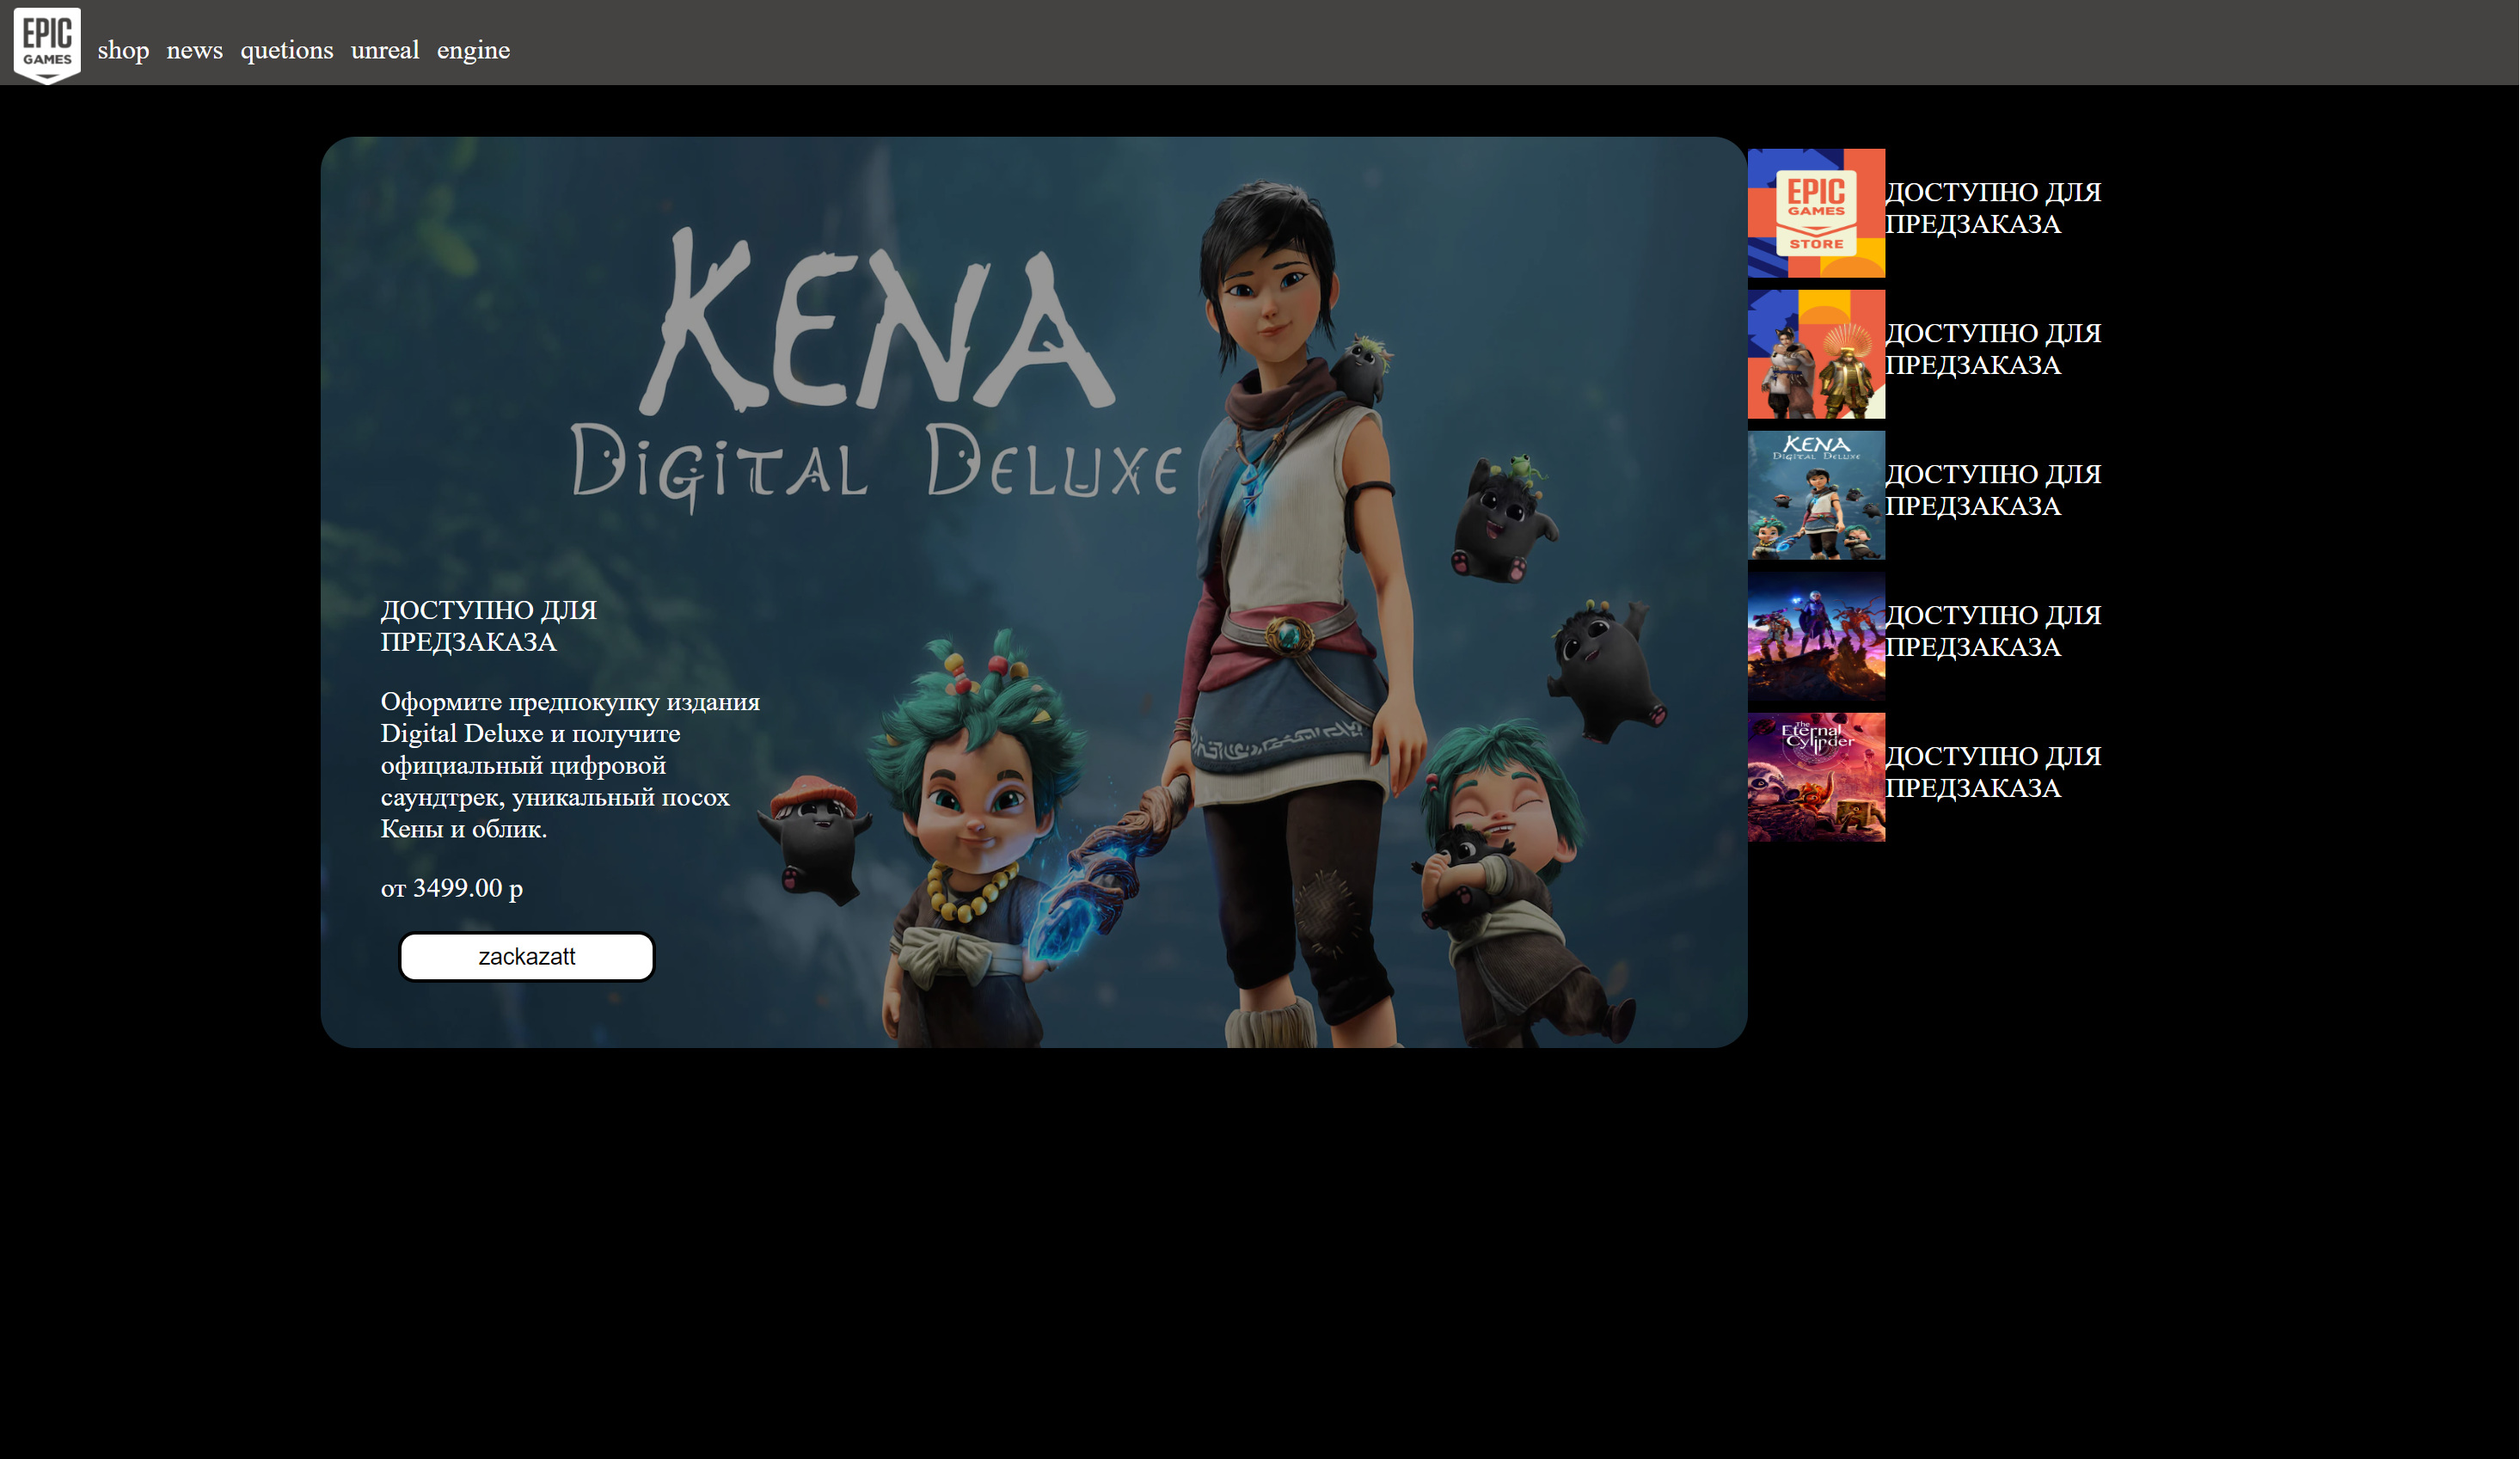 EPIC
GAMES
shop news quetions unreal engine
KENA
DIGITAL DELUXE
ДОСТУПНО ДЛЯ
ПРЕДЗАКАЗА
Оформите предпокупку издания
Digital Deluxe и получите
официальный цифровой
саундтрек, уникальный посох
Кены и облик.
от 3499.00 р
zackazatt
EPIC
GAMES
STORE
ДОСТУПНО ДЛЯ
ПРЕДЗАКАЗА
ДОСТУПНО ДЛЯ
ПРЕДЗАКАЗА
KENA
DIGITAL DELUXE
ДОСТУПНО ДЛЯ
ПРЕДЗАКАЗА
ДОСТУПНО ДЛЯ
ПРЕДЗАКАЗА
The
Eternal
Cylinder
ДОСТУПНО ДЛЯ
ПРЕДЗАКАЗА